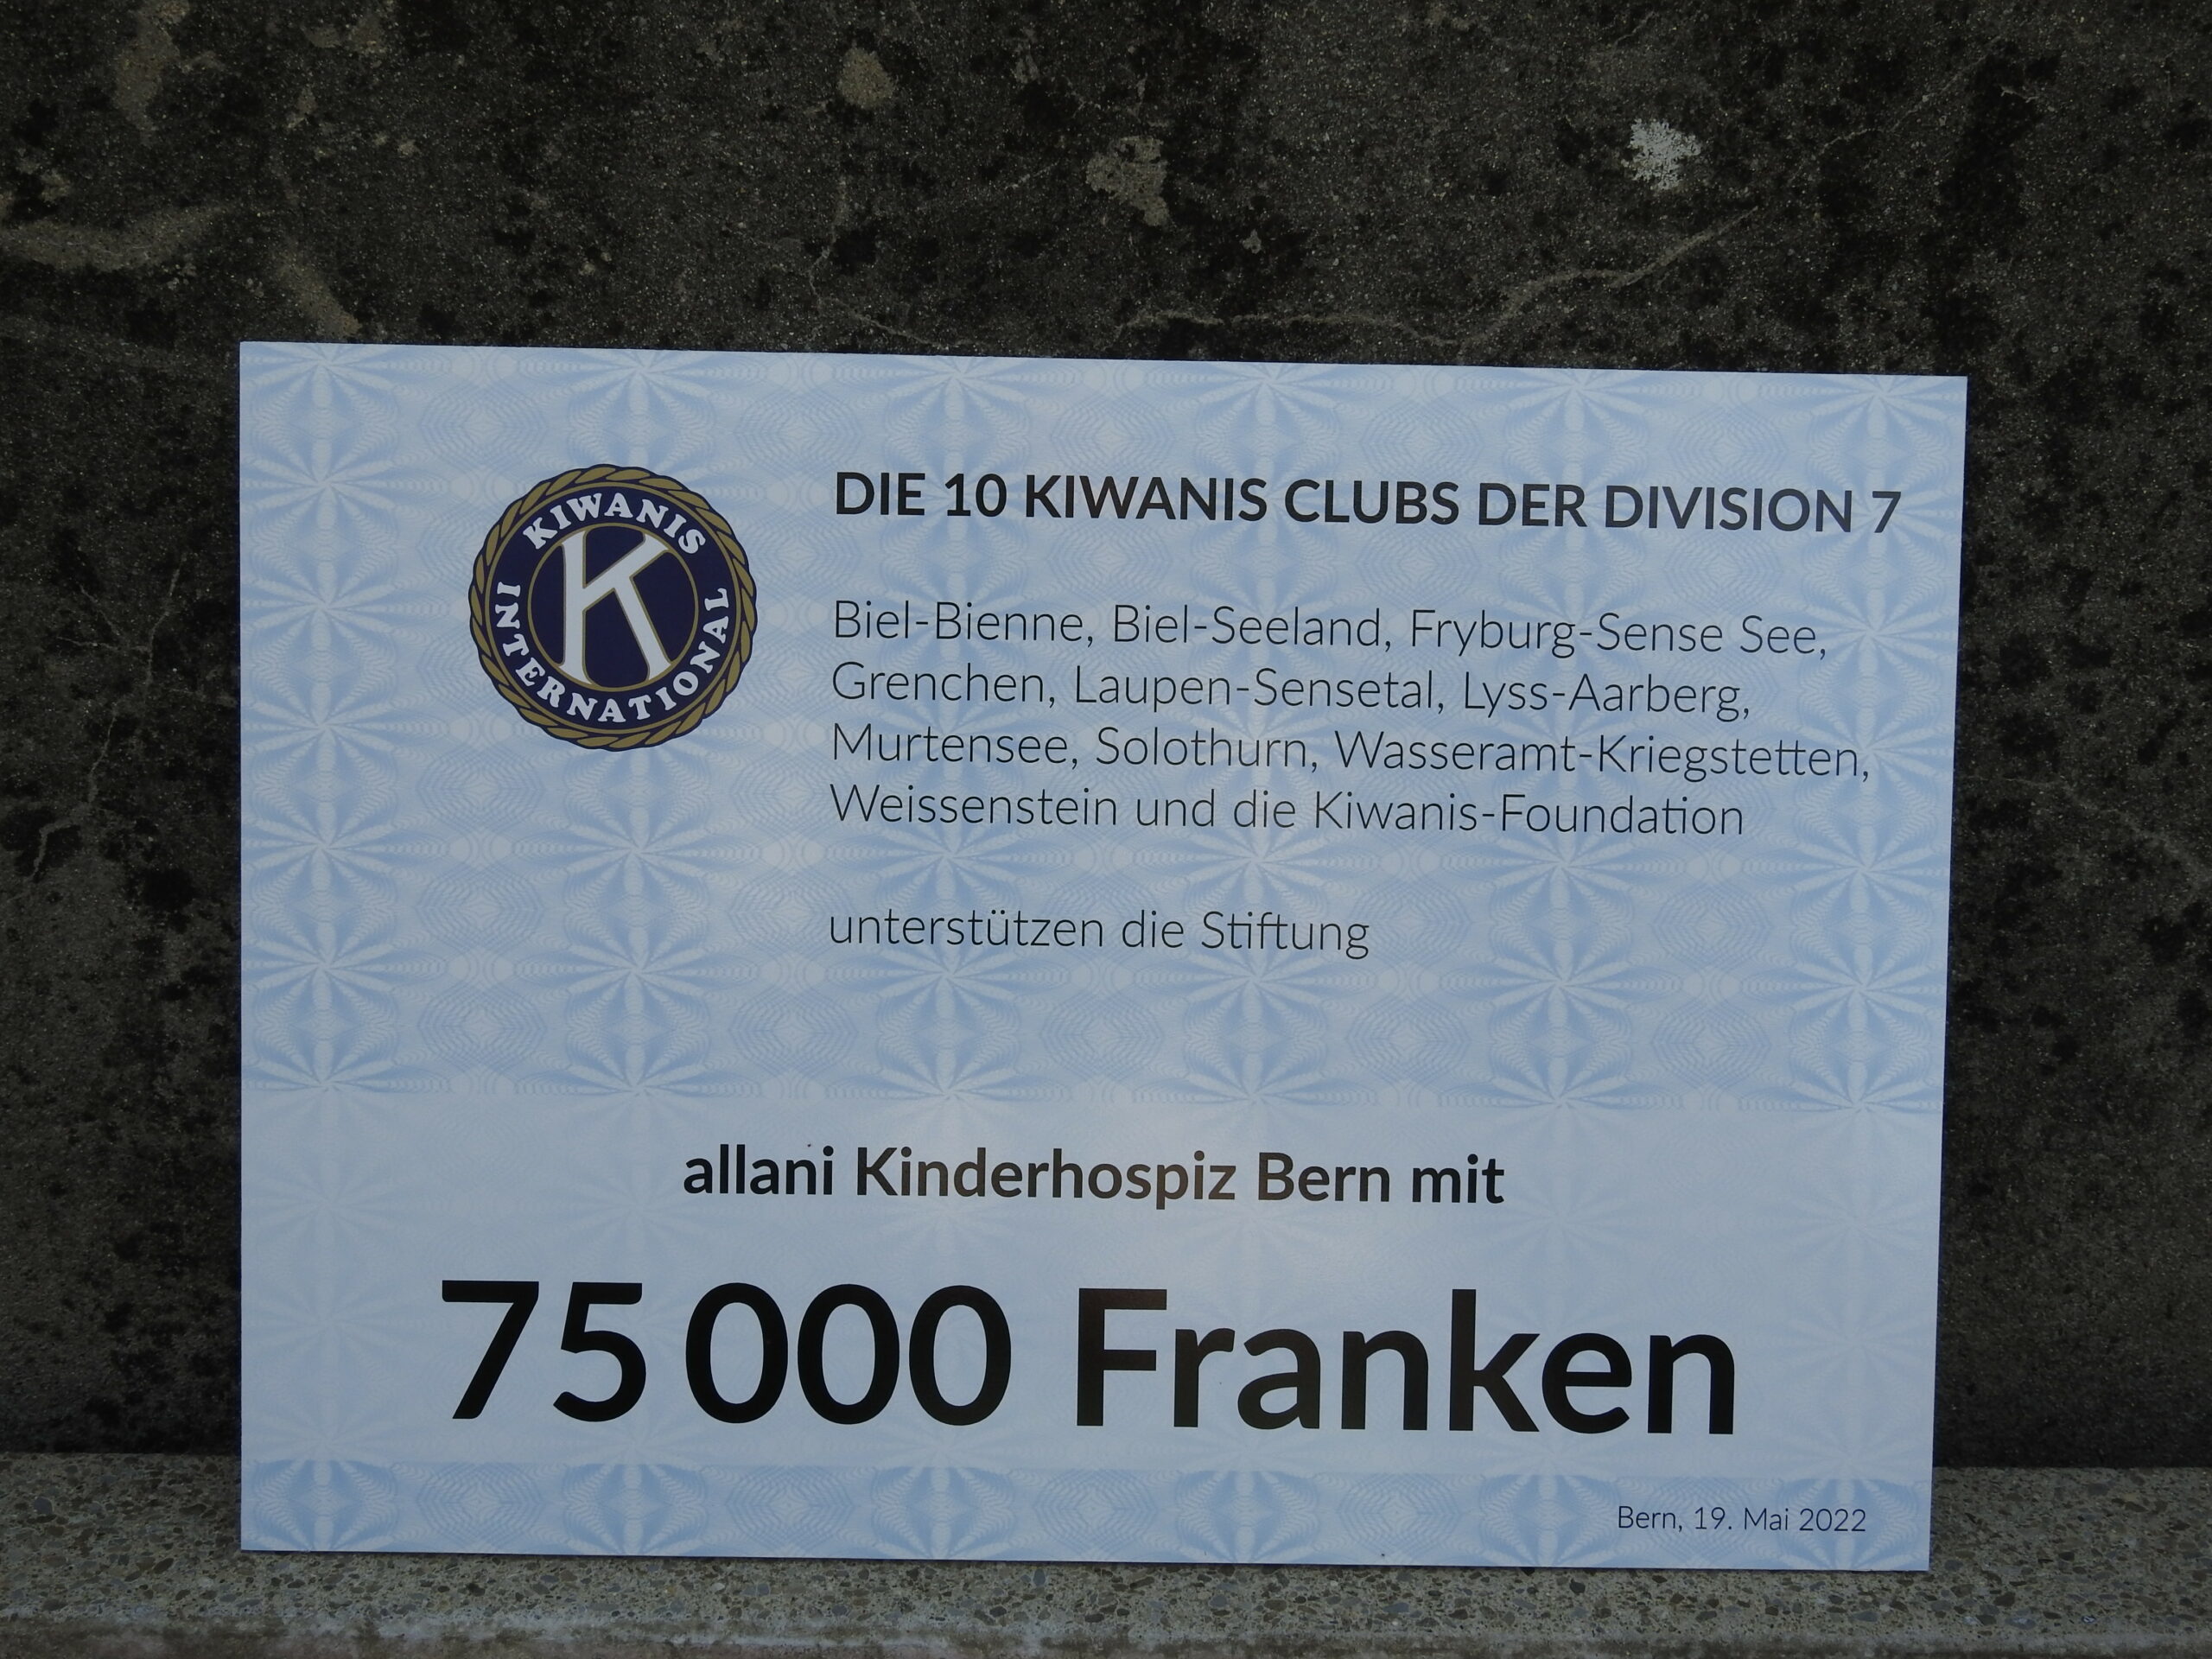 KIWANIS
K
INTERNATIONAL
DIE 10 KIWANIS CLUBS DER DIVISION 7
Biel-Bienne, Biel-Seeland, Fryburg-Sense See,
Grenchen, Laupen-Sensetal, Lyss-Aarberg,
Murtensee, Solothurn, Wasseramt-Kriegstetten,
Weissenstein und die Kiwanis-Foundation
unterstützen die Stiftung
allani Kinderhospiz Bern mit
75 000 Franken
Bern, 19. Mai 2022